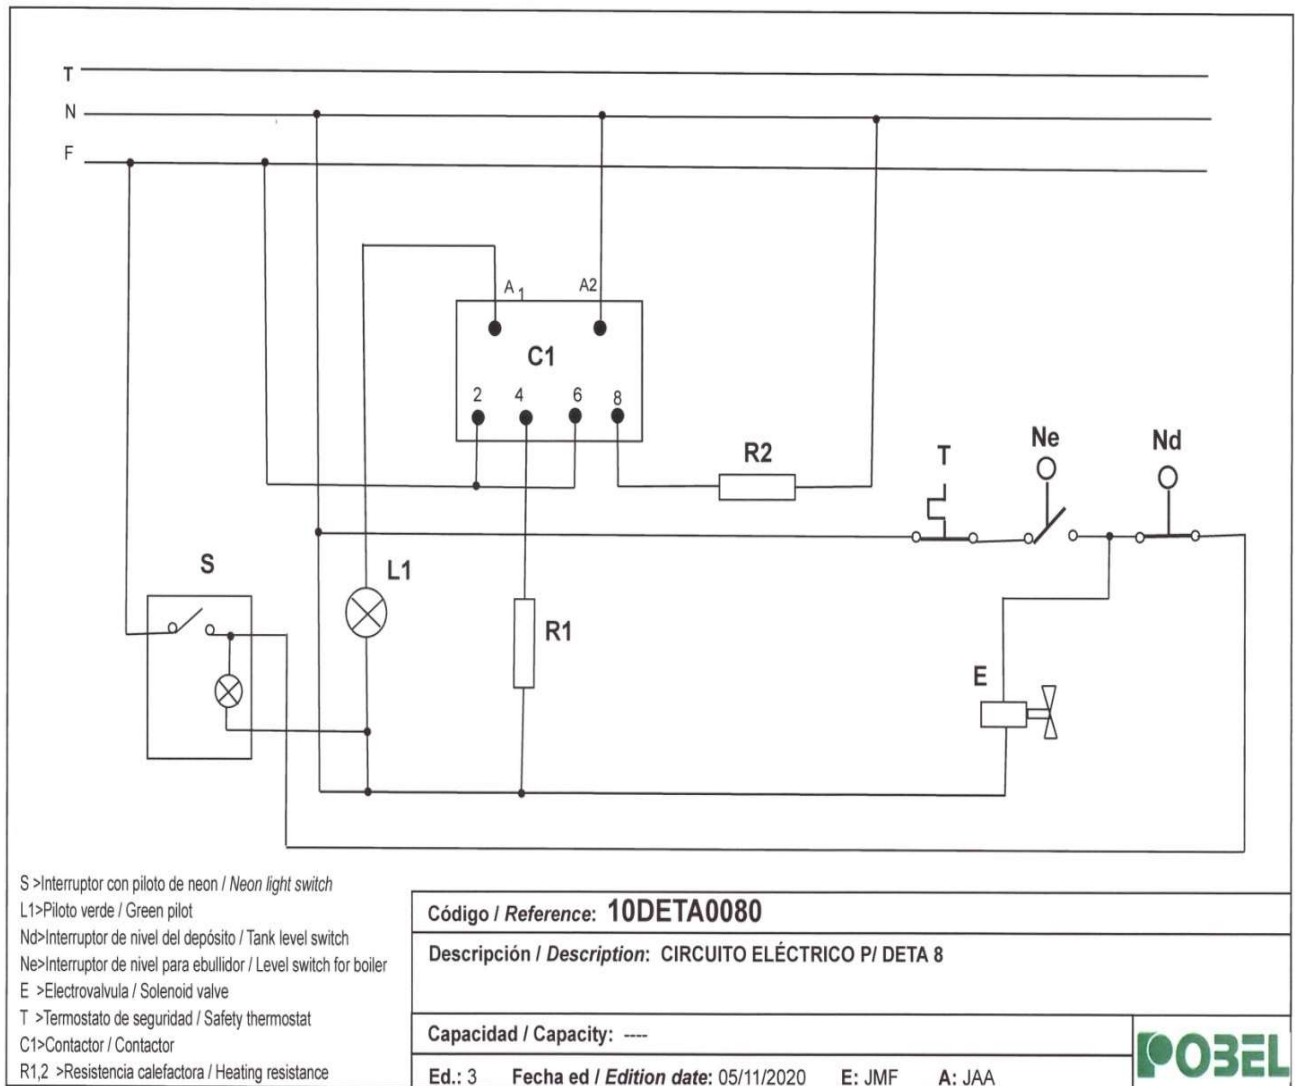 T
N
F
A 1
A2
C1
2
4
6
8
R2
T
Ne
Nd
S
L1
R1
E
S >Interruptor con piloto de neon / Neon light switch
L1>Piloto verde / Green pilot
Nd>Interruptor de nivel del depósito / Tank level switch
Ne>Interruptor de nivel para ebullidor / Level switch for boiler
E >Electrovalvula / Solenoid valve
T >Termostato de seguridad / Safety thermostat
C1>Contactor / Contactor
R1,2 >Resistencia calefactora / Heating resistance
Código / Reference: 10DETA0080
Descripción / Description: CIRCUITO ELÉCTRICO P/ DETA 8
Capacidad / Capacity: ----
Ed.: 3 Fecha ed / Edition date: 05/11/2020 E: JMF A: JAA
POBEL